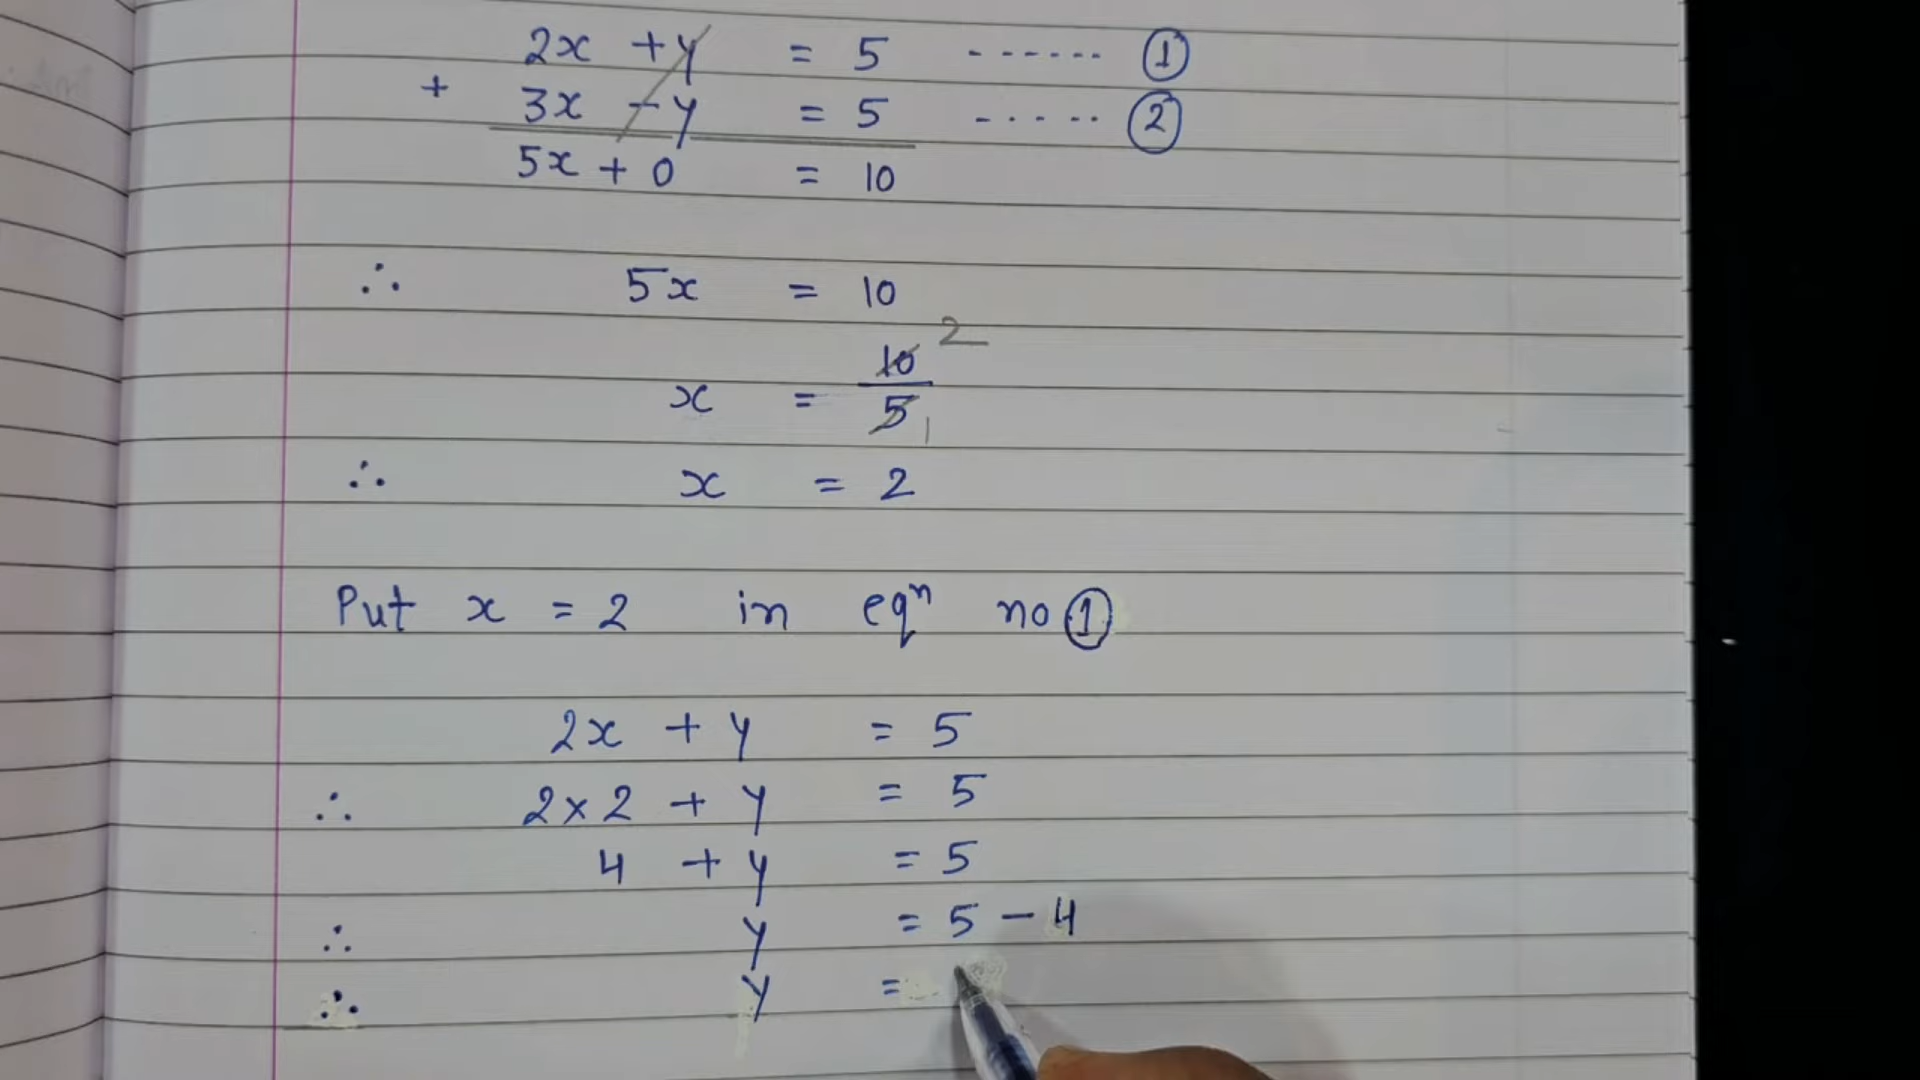 2x + y = 5 ------ ①
+ 3x - y = 5 ------ ②
5x + 0 = 10
∴ 5x = 10
2
x = 10/5
1
∴ x = 2
Put x = 2 in eqⁿ no ①
2x + y = 5
∴ 2 × 2 + y = 5
4 + y = 5
∴ y = 5 - 4
∴ y =